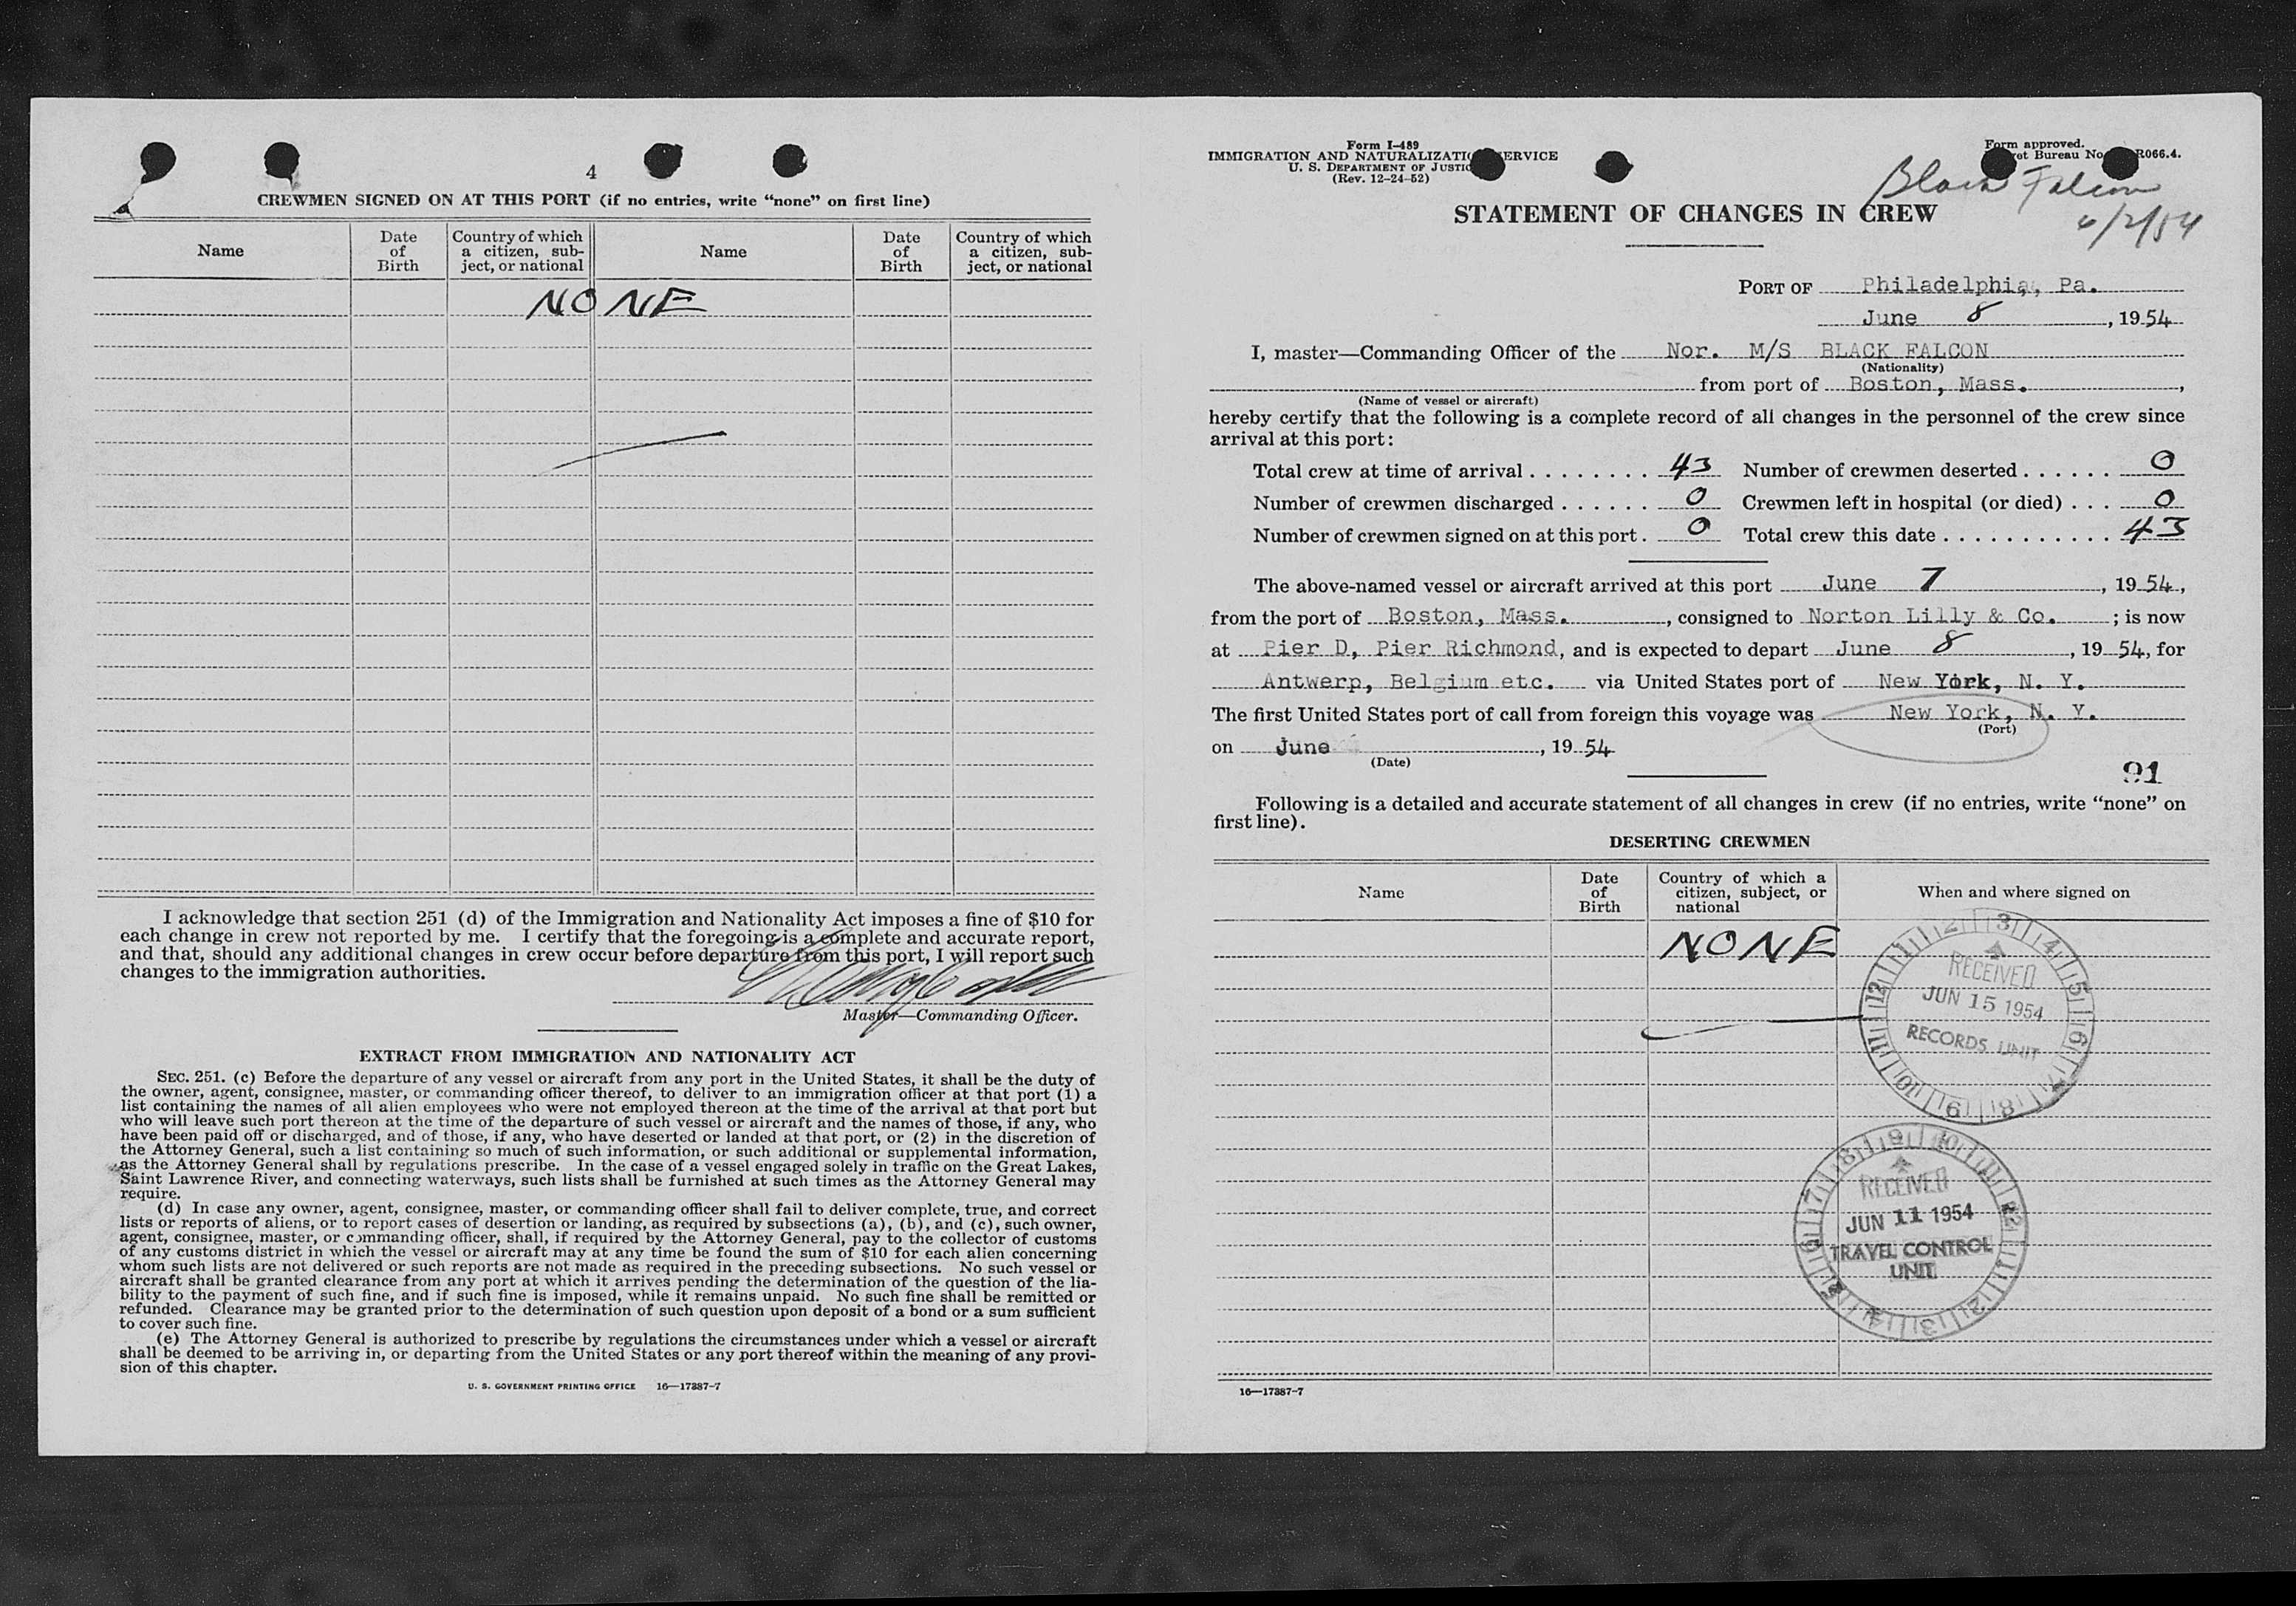 4
CREWMEN SIGNED ON AT THIS PORT (if no entries, write “none” on first line)
Name
Date of Birth
Country of which a citizen, subject, or national
Name
Date of Birth
Country of which a citizen, subject, or national
NONE
I acknowledge that section 251 (d) of the Immigration and Nationality Act imposes a fine of $10 for
each change in crew not reported by me. I certify that the foregoing is a complete and accurate report,
and that, should any additional changes in crew occur before departure from this port, I will report such
changes to the immigration authorities.
Master—Commanding Officer.
EXTRACT FROM IMMIGRATION AND NATIONALITY ACT
SEC. 251. (c) Before the departure of any vessel or aircraft from any port in the United States, it shall be the duty of
the owner, agent, consignee, master, or commanding officer thereof, to deliver to an immigration officer at that port (1) a
list containing the names of all alien employees who were not employed thereon at the time of the arrival at that port but
who will leave such port thereon at the time of the departure of such vessel or aircraft and the names of those, if any, who
have been paid off or discharged, and of those, if any, who have deserted or landed at that port, or (2) in the discretion of
the Attorney General, such a list containing so much of such information, or such additional or supplemental information,
as the Attorney General shall by regulations prescribe. In the case of a vessel engaged solely in traffic on the Great Lakes,
Saint Lawrence River, and connecting waterways, such lists shall be furnished at such times as the Attorney General may
require.
(d) In case any owner, agent, consignee, master, or commanding officer shall fail to deliver complete, true, and correct
lists or reports of aliens, or to report cases of desertion or landing, as required by subsections (a), (b), and (c), such owner,
agent, consignee, master, or commanding officer, shall, if required by the Attorney General, pay to the collector of customs
of any customs district in which the vessel or aircraft may at any time be found the sum of $10 for each alien concerning
whom such lists are not delivered or such reports are not made as required in the preceding subsections. No such vessel or
aircraft shall be granted clearance from any port at which it arrives pending the determination of the question of the lia-
bility to the payment of such fine, and if such fine is imposed, while it remains unpaid. No such fine shall be remitted or
refunded. Clearance may be granted prior to the determination of such question upon deposit of a bond or a sum sufficient
to cover such fine.
(e) The Attorney General is authorized to prescribe by regulations the circumstances under which a vessel or aircraft
shall be deemed to be arriving in, or departing from the United States or any port thereof within the meaning of any provi-
sion of this chapter.
U. S. GOVERNMENT PRINTING OFFICE 16—17387-7
Form I-489
IMMIGRATION AND NATURALIZATIO ERVICE
U. S. DEPARTMENT OF JUSTIC
(Rev. 12-24-52)
Form approved.
et Bureau No. R066.4.
Black Falcon
6/2/54
STATEMENT OF CHANGES IN CREW
PORT OF Philadelphia, Pa.
June 8, 1954
I, master—Commanding Officer of the Nor. M/S BLACK FALCON
(Nationality)
from port of Boston, Mass.,
(Name of vessel or aircraft)
hereby certify that the following is a complete record of all changes in the personnel of the crew since
arrival at this port:
Total crew at time of arrival 43 Number of crewmen deserted 0
Number of crewmen discharged 0 Crewmen left in hospital (or died) 0
Number of crewmen signed on at this port 0 Total crew this date 43
The above-named vessel or aircraft arrived at this port June 7, 1954,
from the port of Boston, Mass., consigned to Norton Lilly & Co.; is now
at Pier D, Pier Richmond, and is expected to depart June 8, 1954, for
Antwerp, Belgium etc. via United States port of New York, N. Y.
The first United States port of call from foreign this voyage was New York, N. Y.
(Port)
on June, 1954
(Date)
91
Following is a detailed and accurate statement of all changes in crew (if no entries, write “none” on
first line).
DESERTING CREWMEN
Name
Date of Birth
Country of which a citizen, subject, or national
When and where signed on
NONE
RECEIVED
JUN 15 1954
RECORDS UNIT
RECEIVED
JUN 11 1954
TRAVEL CONTROL
UNIT
16—17387-7